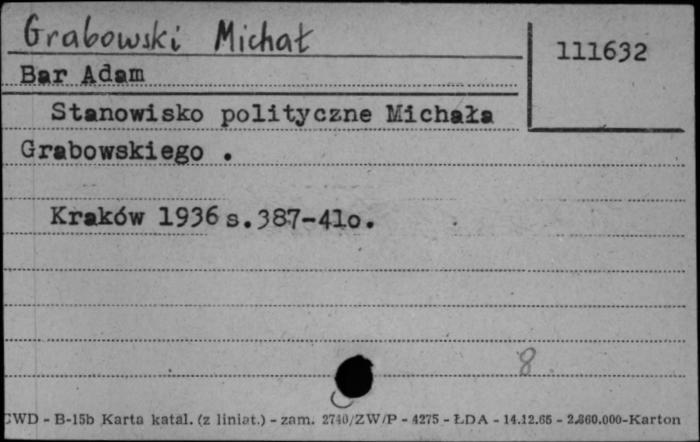 Grabowski Michał
111632
Bar Adam
Stanowisko polityczne Michała
Grabowskiego .
Kraków 1936 s.387-41o.
8
CWD - B-15b Karta katal. (z liniat.) - zam. 2740/ZW/P - 4275 - ŁDA - 14.12.65 - 2.860.000-Karton